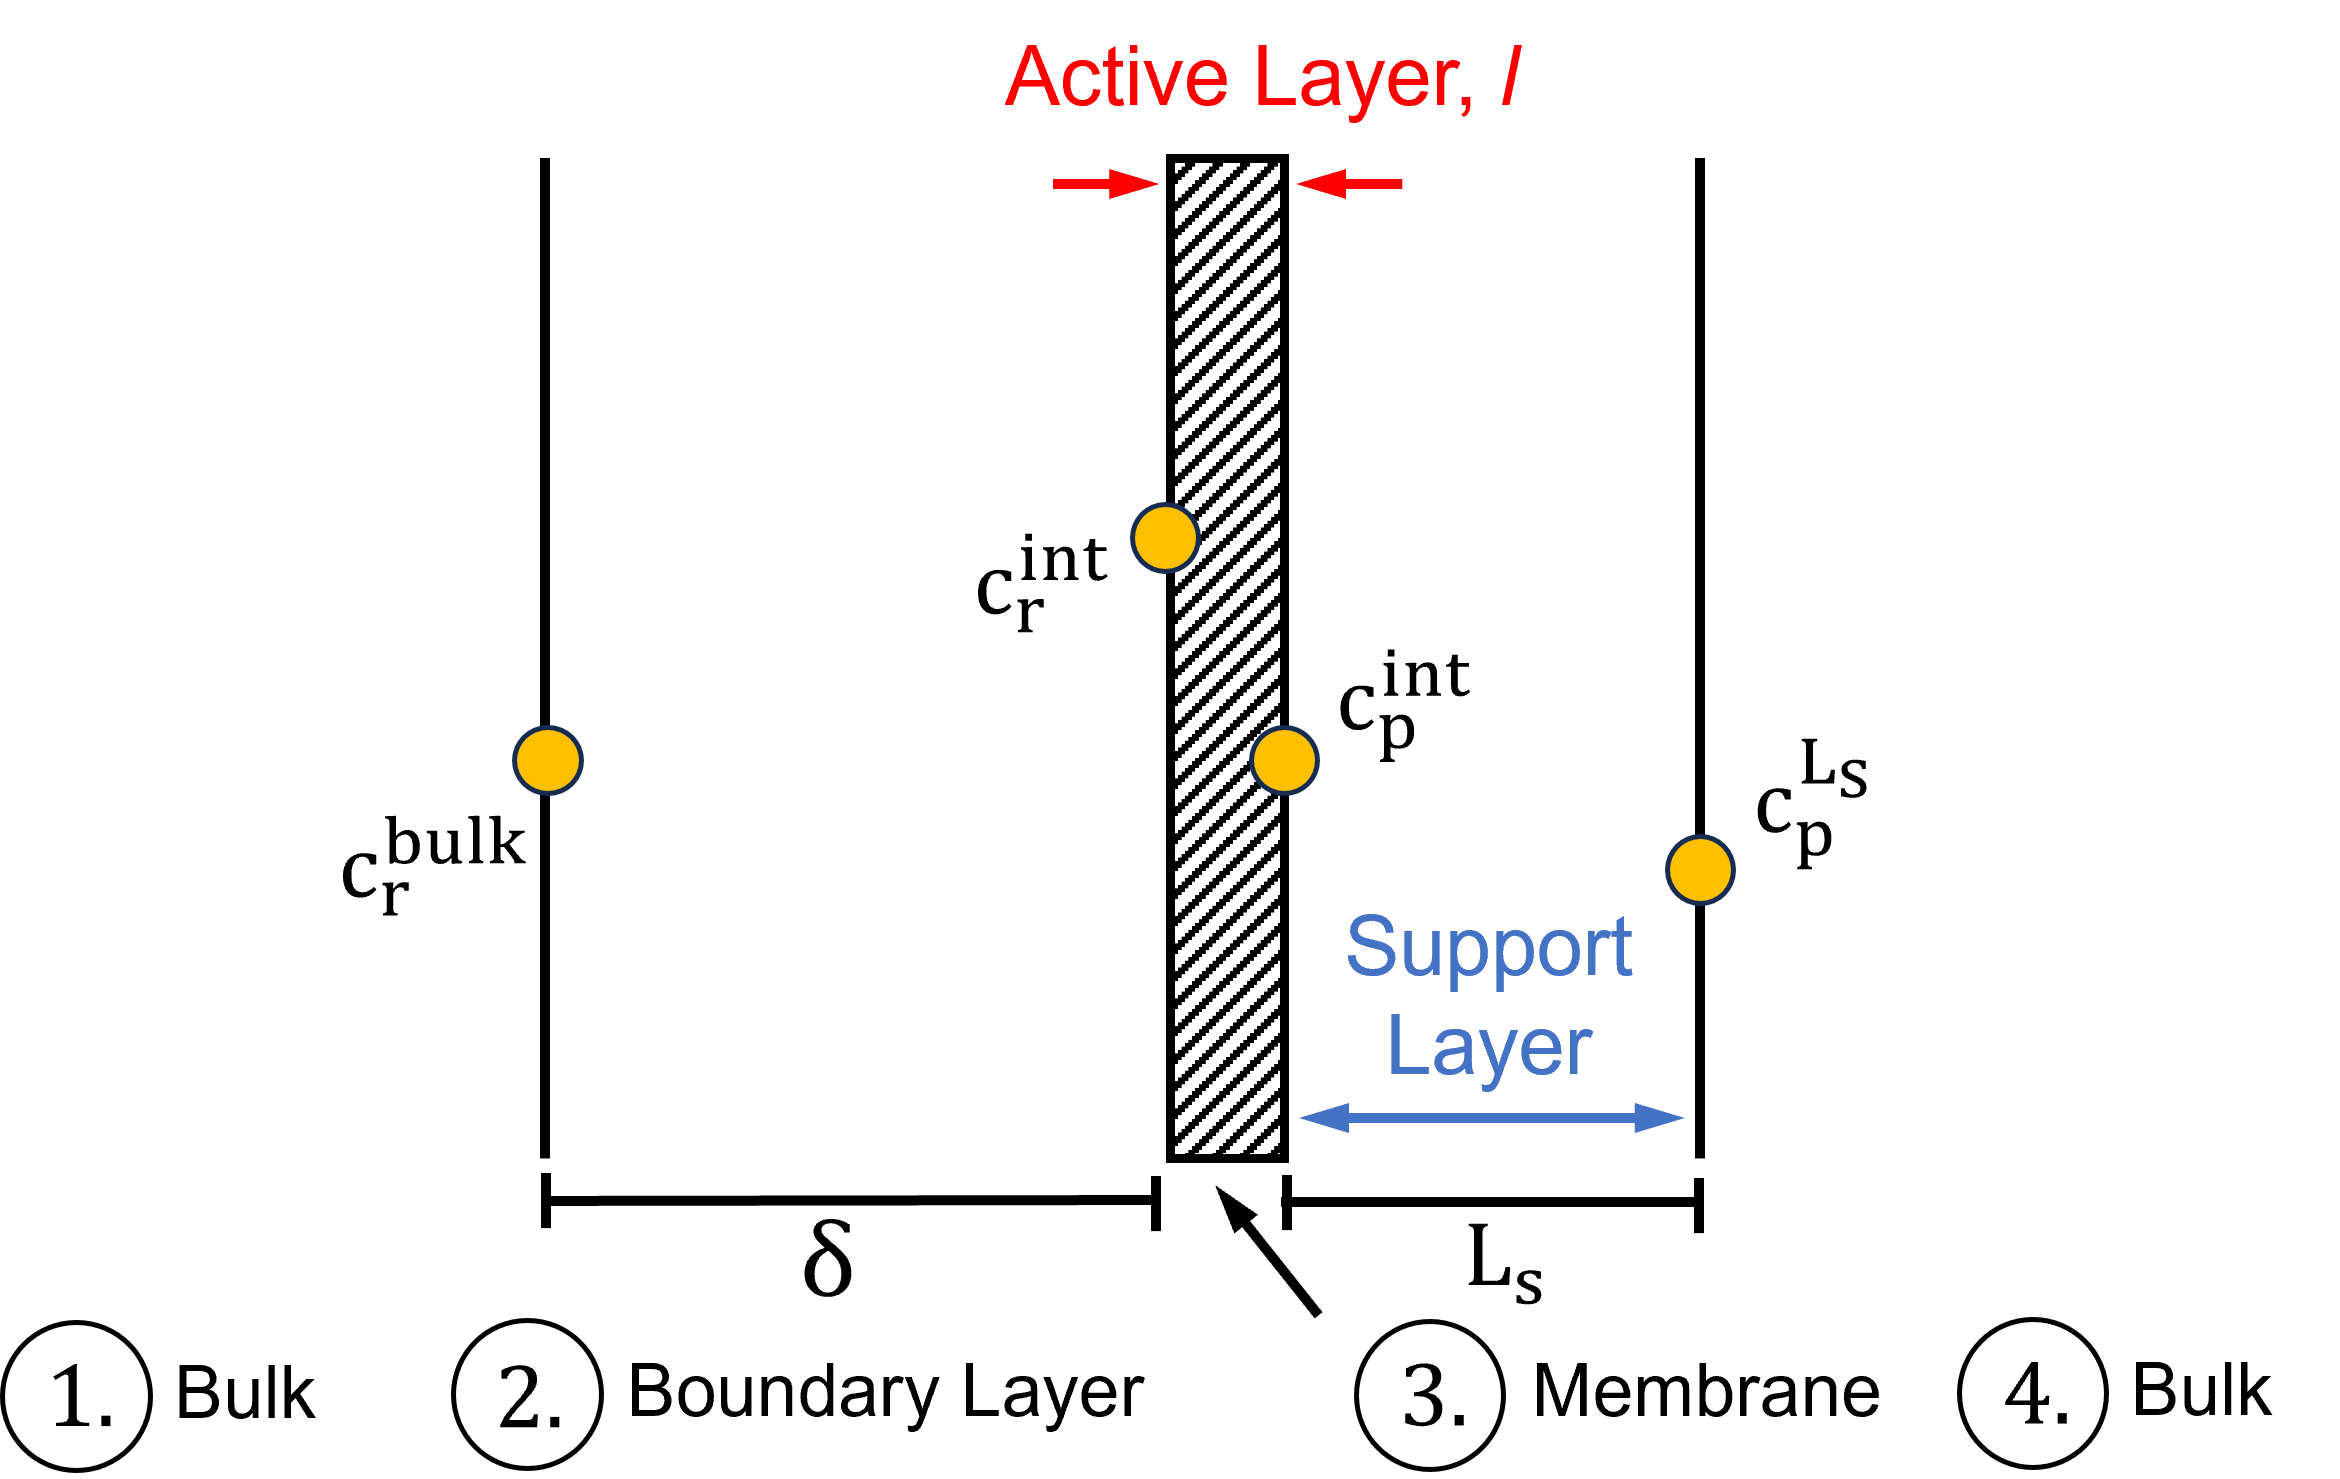 Active Layer, l
c_r^int
c_p^int
c_p^Ls
c_r^bulk
Support
Layer
δ
L_s
1. Bulk
2. Boundary Layer
3. Membrane
4. Bulk